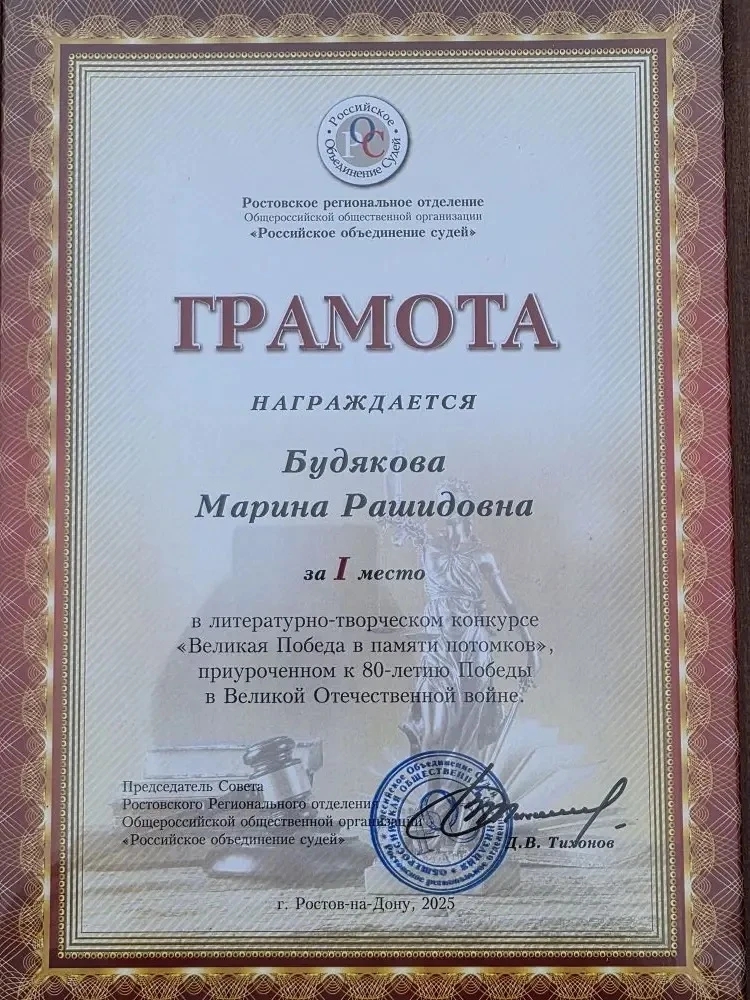 Российское Объединение Судей
РОС
Ростовское региональное отделение
Общероссийской общественной организации
«Российское объединение судей»
ГРАМОТА
НАГРАЖДАЕТСЯ
Будякова
Марина Рашидовна
за I место
в литературно-творческом конкурсе
«Великая Победа в памяти потомков»,
приуроченном к 80-летию Победы
в Великой Отечественной войне.
Председатель Совета
Ростовского Регионального отделения
Общероссийской общественной организации
«Российское объединение судей»
Д.В. Тихонов
г. Ростов-на-Дону, 2025